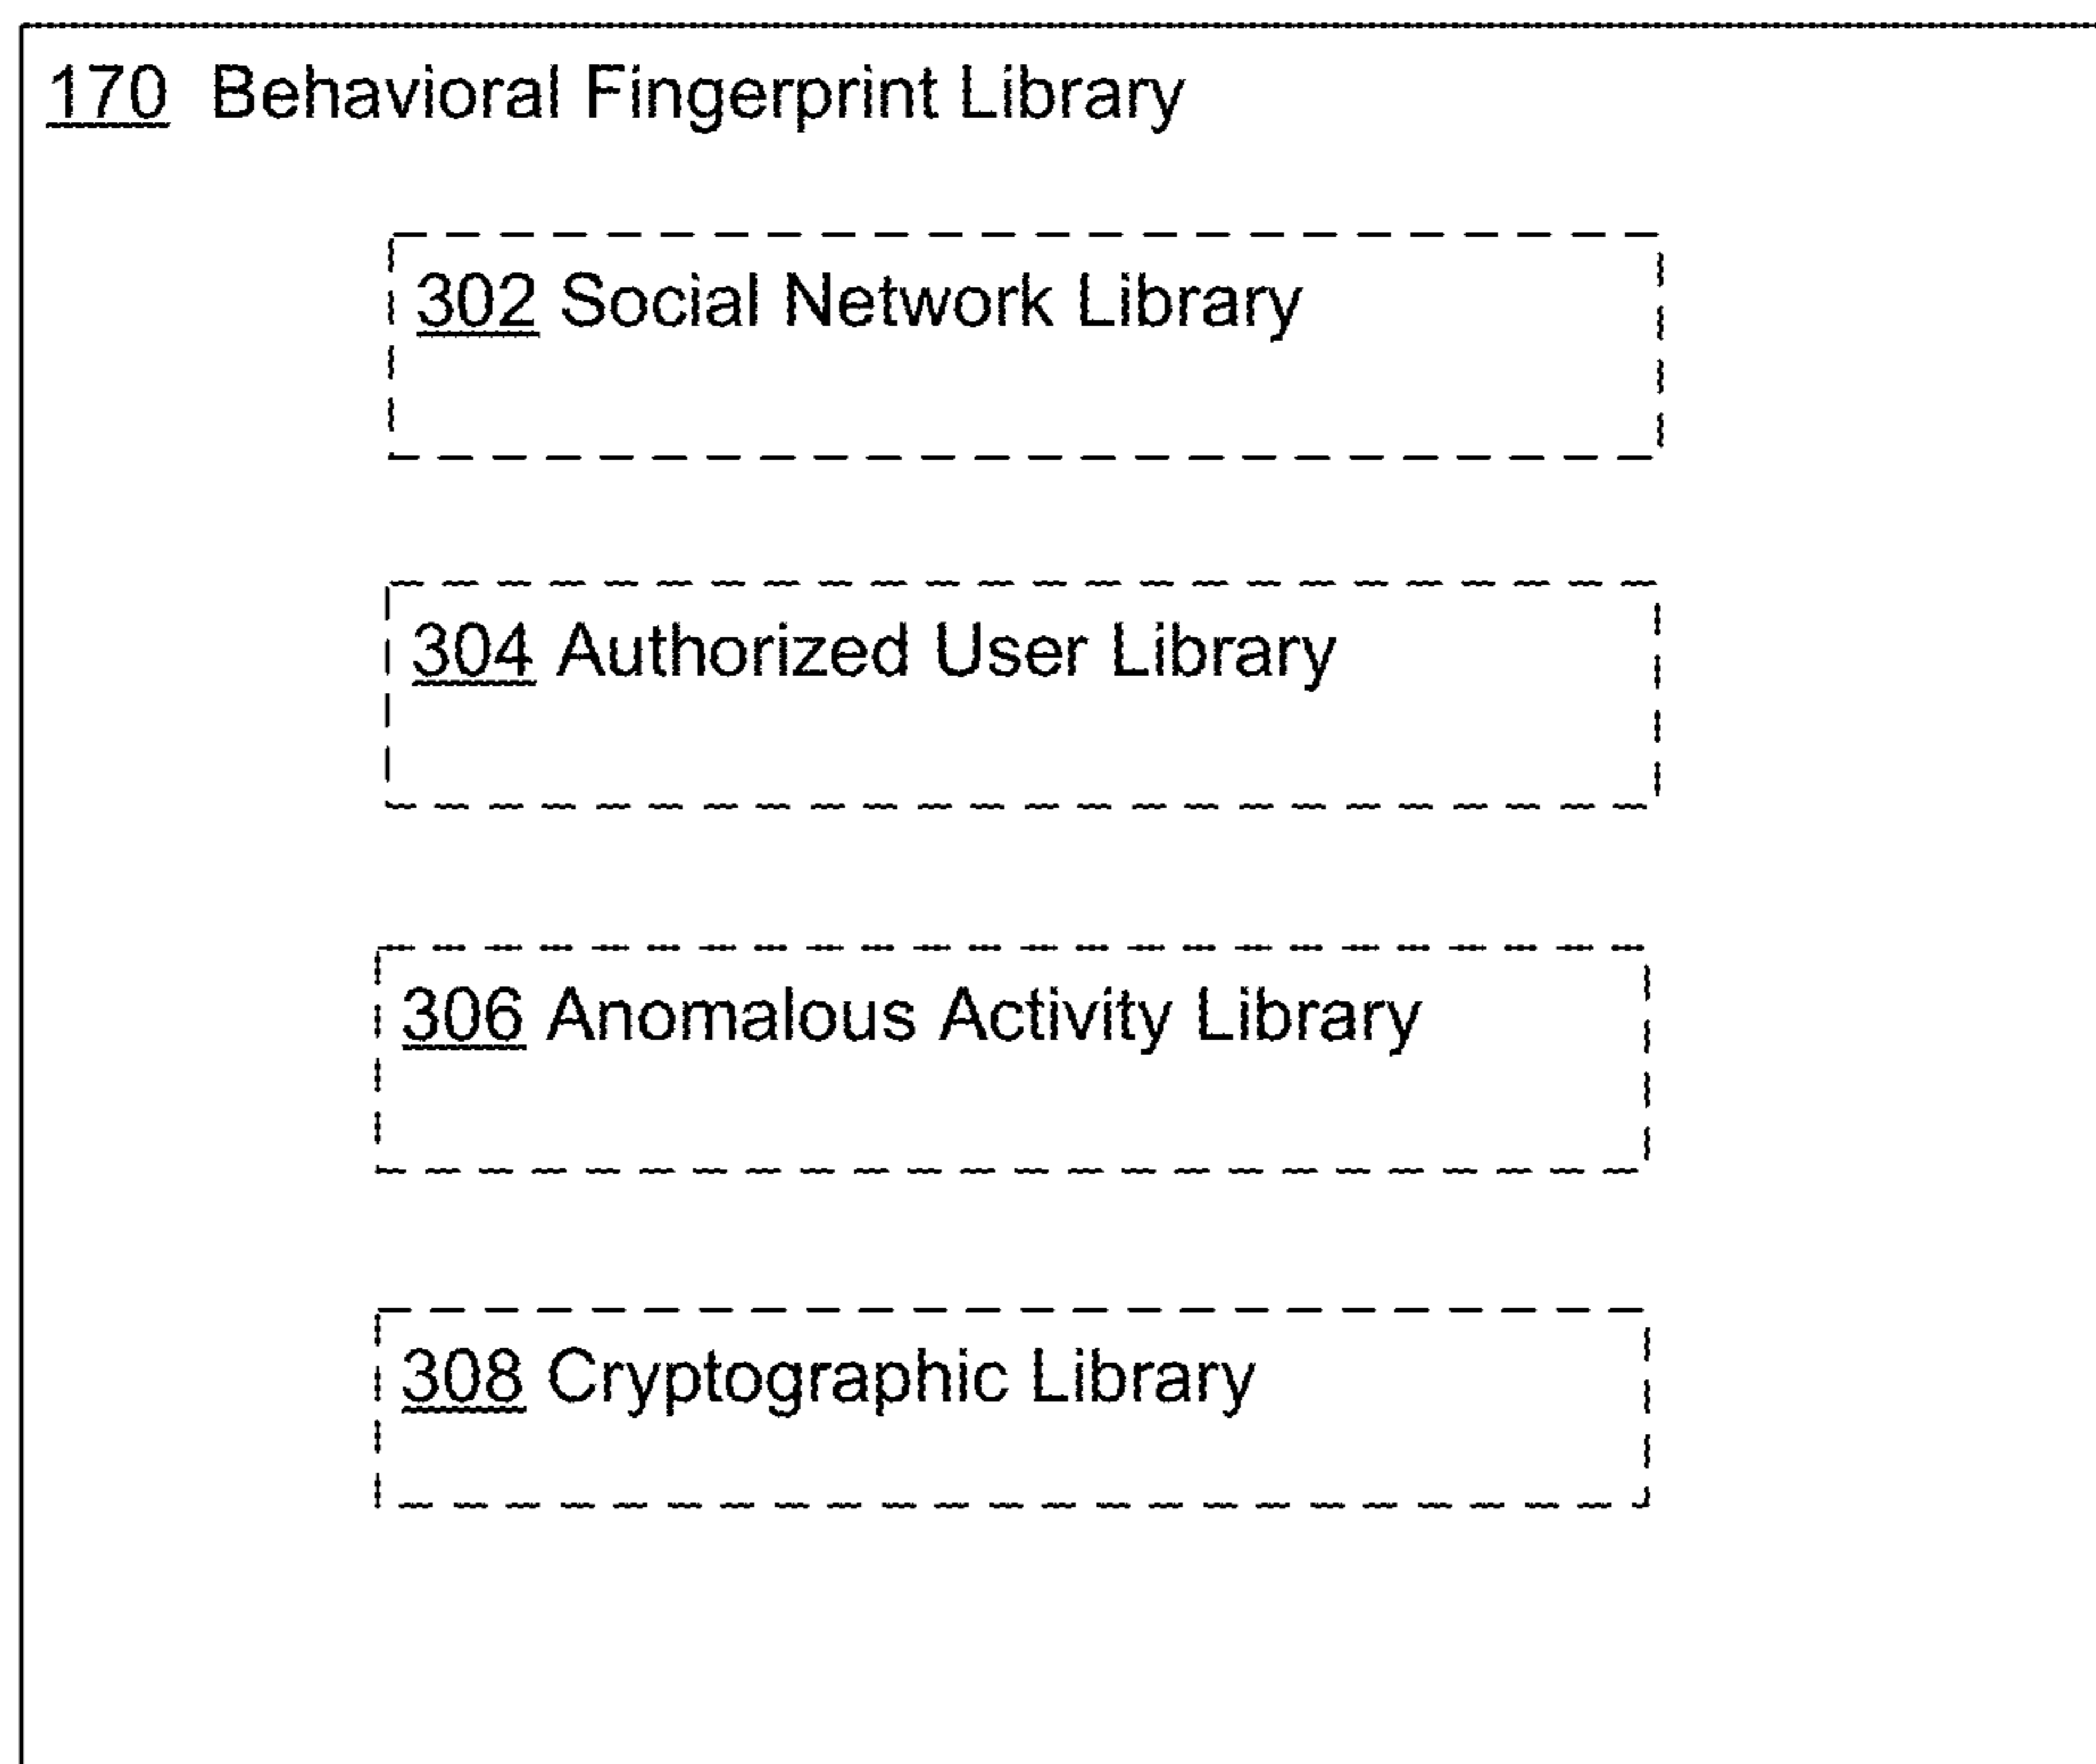 170 Behavioral Fingerprint Library
302 Social Network Library
304 Authorized User Library
306 Anomalous Activity Library
308 Cryptographic Library